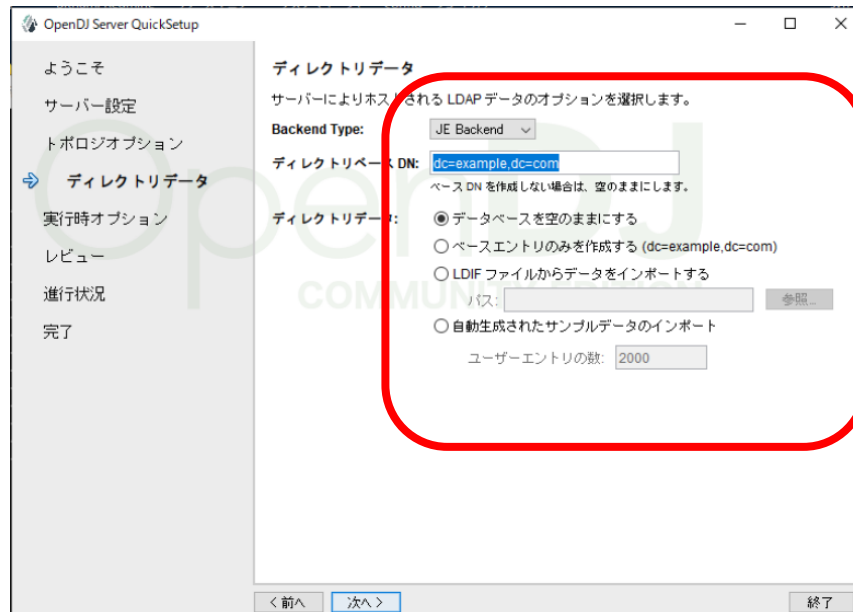 OpenDJ Server QuickSetup
ようこそ
サーバー設定
トポロジオプション
ディレクトリデータ
実行時オプション
レビュー
進行状況
完了
OpenDJ
COMMUNITY EDITION
ディレクトリデータ
サーバーによりホストされる LDAP データのオプションを選択します。
Backend Type: JE Backend
ディレクトリベース DN: dc=example,dc=com
ベース DN を作成しない場合は、空のままにします。
ディレクトリデータ: データベースを空のままにする
ベースエントリのみを作成する (dc=example,dc=com)
LDIF ファイルからデータをインポートする
パス: 参照...
自動生成されたサンプルデータのインポート
ユーザーエントリの数: 2000
< 前へ 次へ > 終了